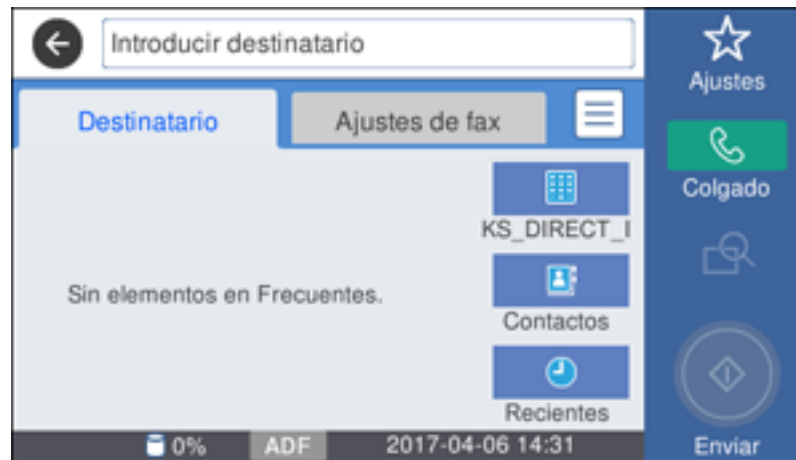 Introducir destinatario
Ajustes
Destinatario
Ajustes de fax
Colgado
KS_DIRECT_I
Sin elementos en Frecuentes.
Contactos
Recientes
0%
ADF
2017-04-06 14:31
Enviar